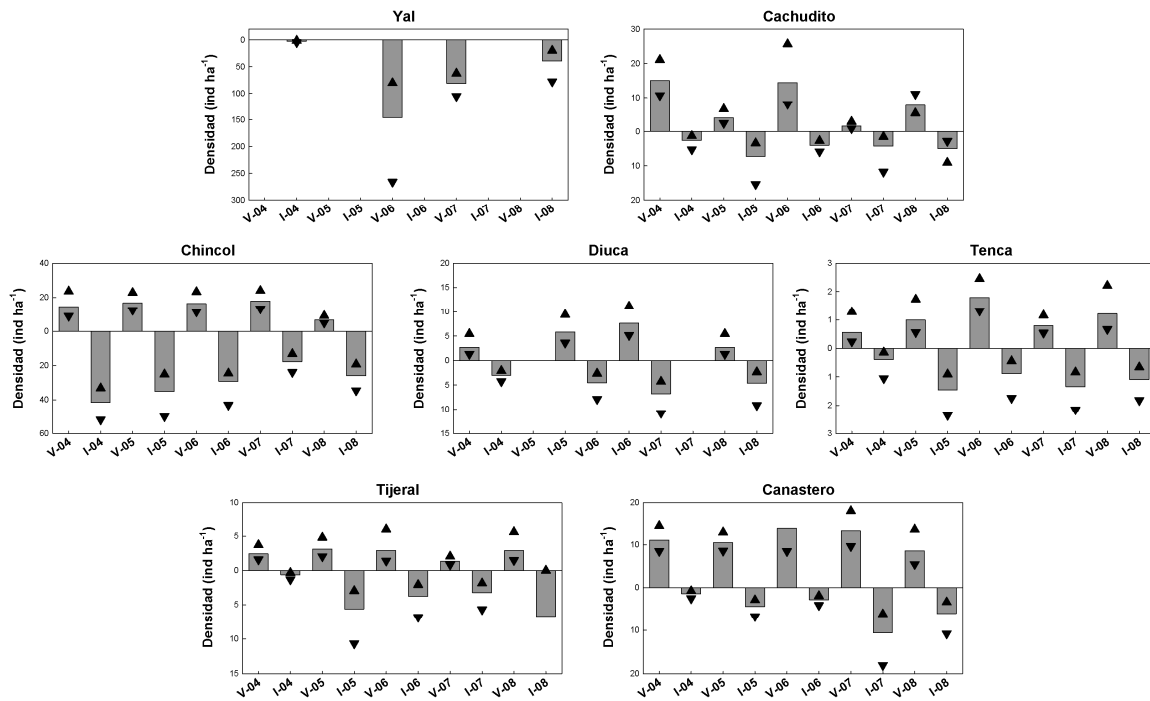 Yal
Densidad (ind ha⁻¹)
0
50
100
150
200
250
300
V-04 I-04 V-05 I-05 V-06 I-06 V-07 I-07 V-08 I-08
Cachudito
Densidad (ind ha⁻¹)
30
20
10
0
10
20
V-04 I-04 V-05 I-05 V-06 I-06 V-07 I-07 V-08 I-08
Chincol
Densidad (ind ha⁻¹)
40
20
0
20
40
60
V-04 I-04 V-05 I-05 V-06 I-06 V-07 I-07 V-08 I-08
Diuca
Densidad (ind ha⁻¹)
20
15
10
5
0
5
10
15
V-04 I-04 V-05 I-05 V-06 I-06 V-07 I-07 V-08 I-08
Tenca
Densidad (ind ha⁻¹)
3
2
1
0
1
2
3
V-04 I-04 V-05 I-05 V-06 I-06 V-07 I-07 V-08 I-08
Tijeral
Densidad (ind ha⁻¹)
10
5
0
5
10
15
V-04 I-04 V-05 I-05 V-06 I-06 V-07 I-07 V-08 I-08
Canastero
Densidad (ind ha⁻¹)
20
10
0
10
20
V-04 I-04 V-05 I-05 V-06 I-06 V-07 I-07 V-08 I-08